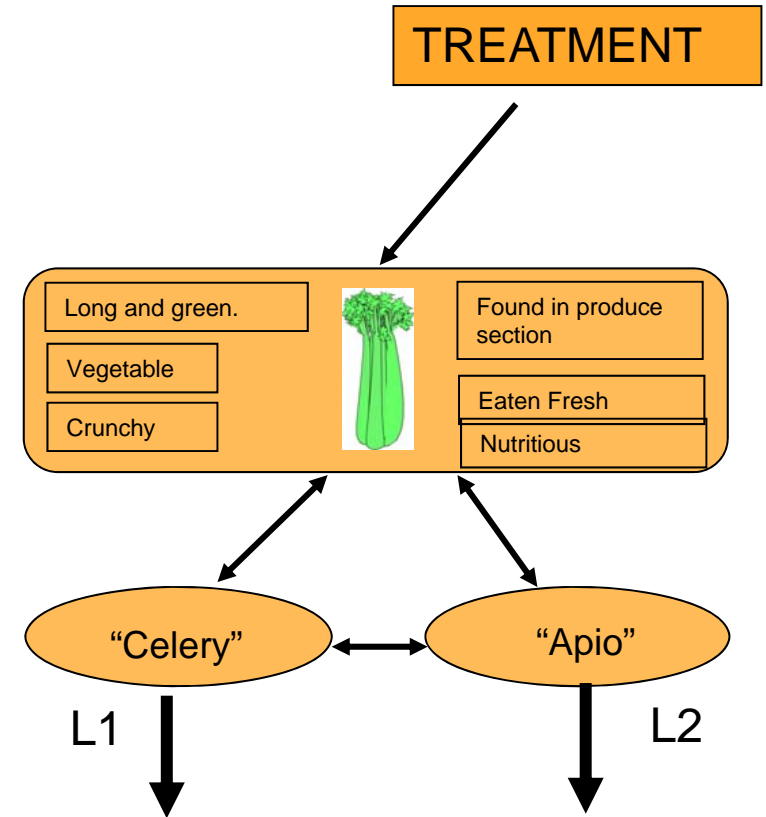 TREATMENT
Long and green.
Vegetable
Crunchy
Found in produce
section
Eaten Fresh
Nutritious
“Celery”
“Apio”
L1
L2